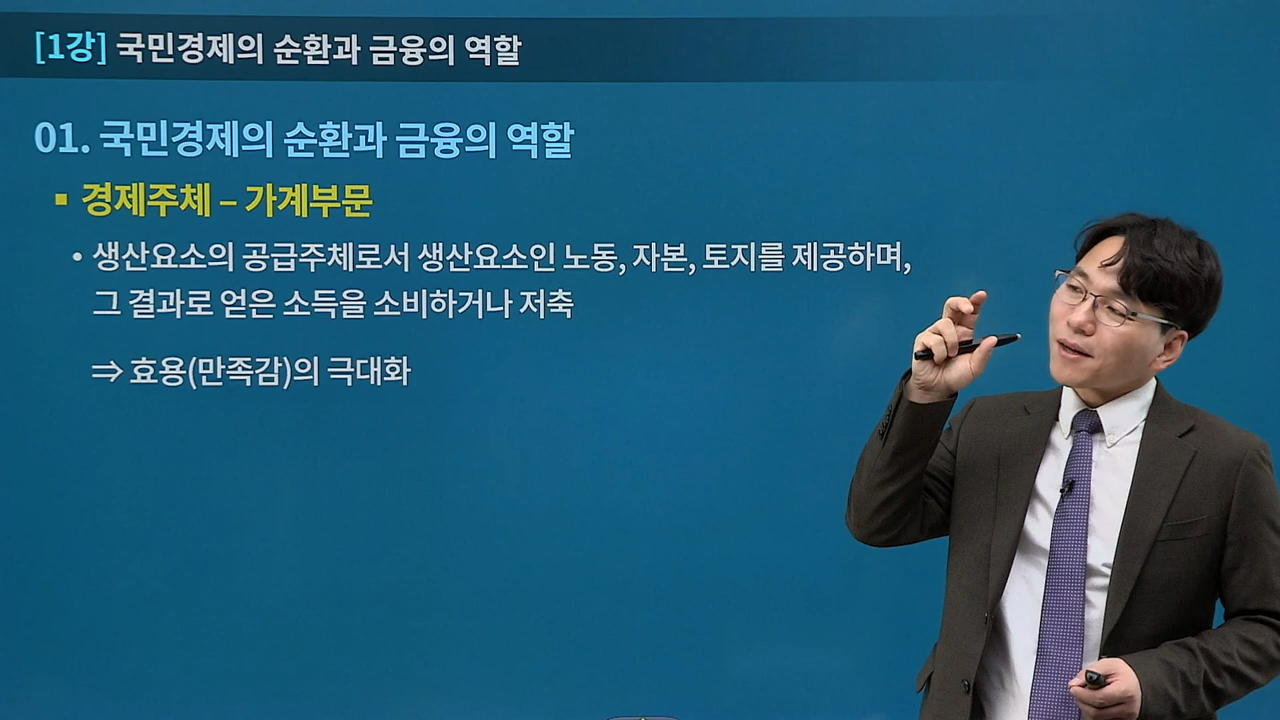 [1강] 국민경제의 순환과 금융의 역할
01. 국민경제의 순환과 금융의 역할
▪ 경제주체 – 가계부문
• 생산요소의 공급주체로서 생산요소인 노동, 자본, 토지를 제공하며,
그 결과로 얻은 소득을 소비하거나 저축
⇒ 효용(만족감)의 극대화